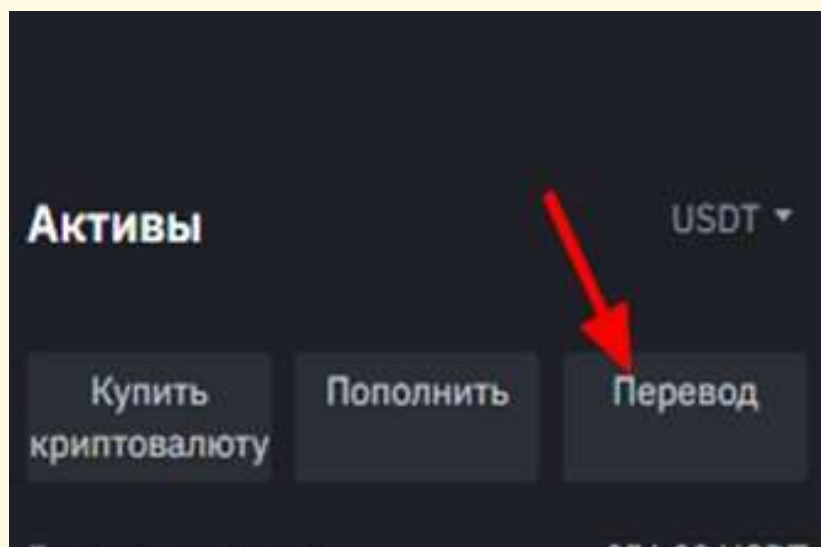 Активы
USDT
Купить
криптовалюту
Пополнить
Перевод